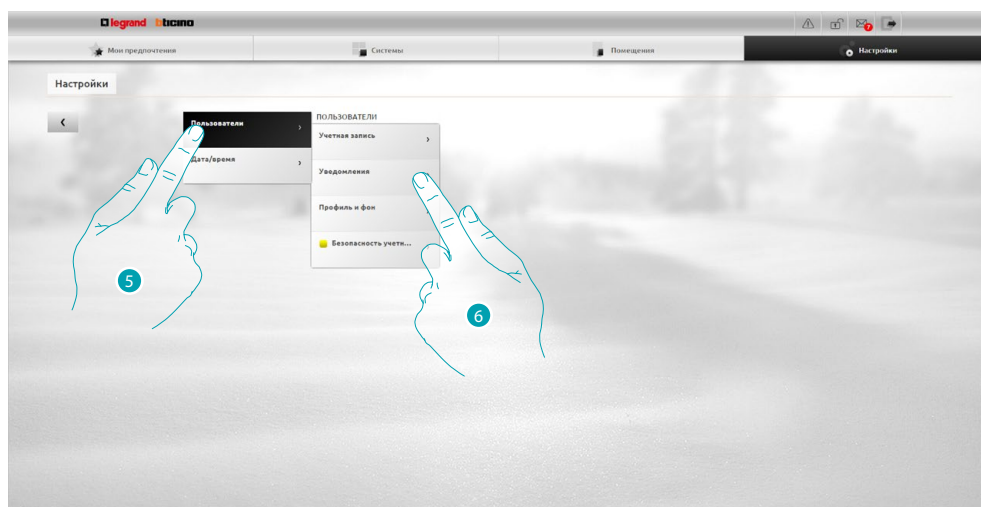 legrand bticino
7
Мои предпочтения
Системы
Помещения
Настройки
Настройки
Пользователи
Дата/время
ПОЛЬЗОВАТЕЛИ
Учетная запись
Уведомления
Профиль и фон
Безопасность учетн...
5
6